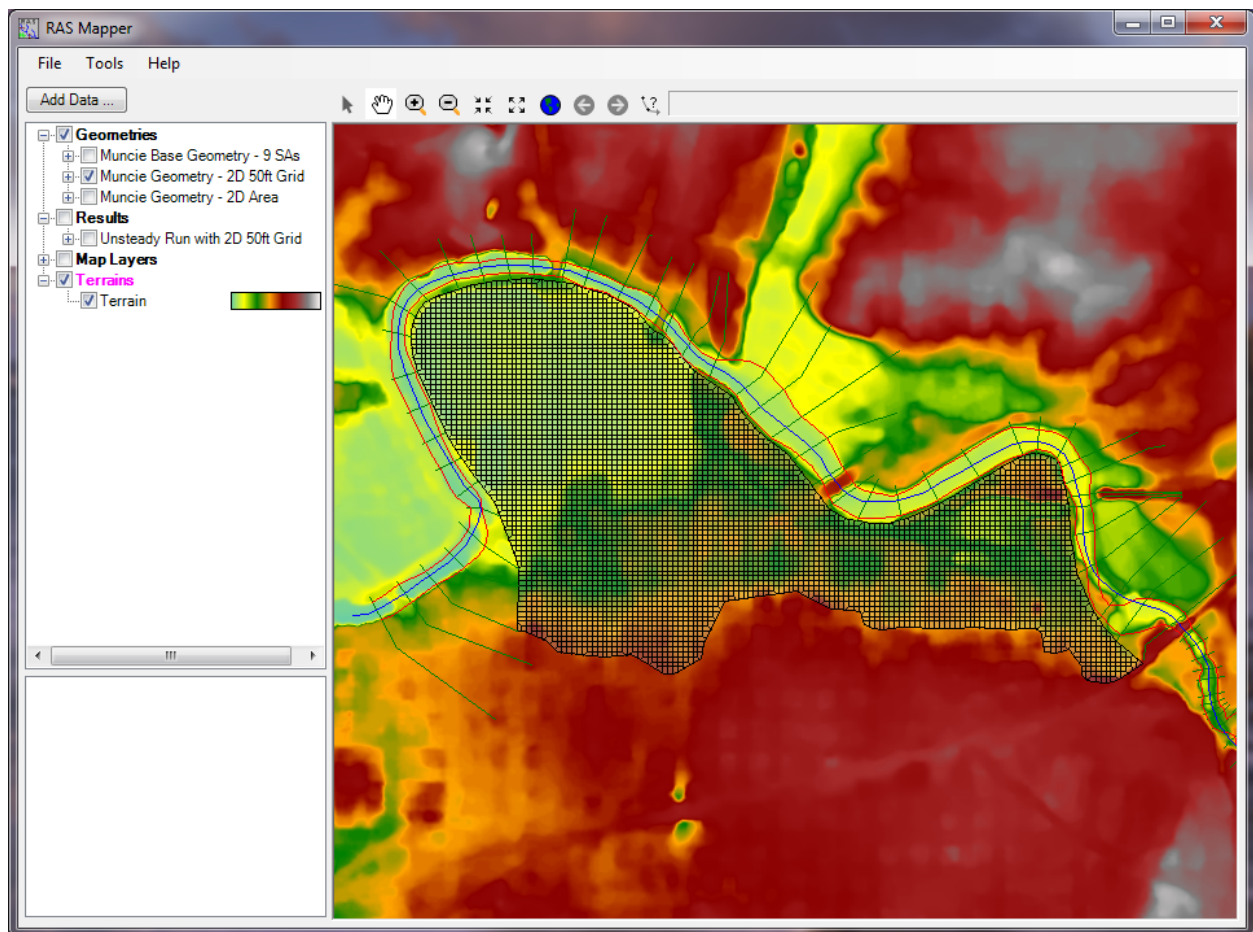 RAS Mapper
File Tools Help
Add Data ...
Geometries
Muncie Base Geometry - 9 SAs
Muncie Geometry - 2D 50ft Grid
Muncie Geometry - 2D Area
Results
Unsteady Run with 2D 50ft Grid
Map Layers
Terrains
Terrain